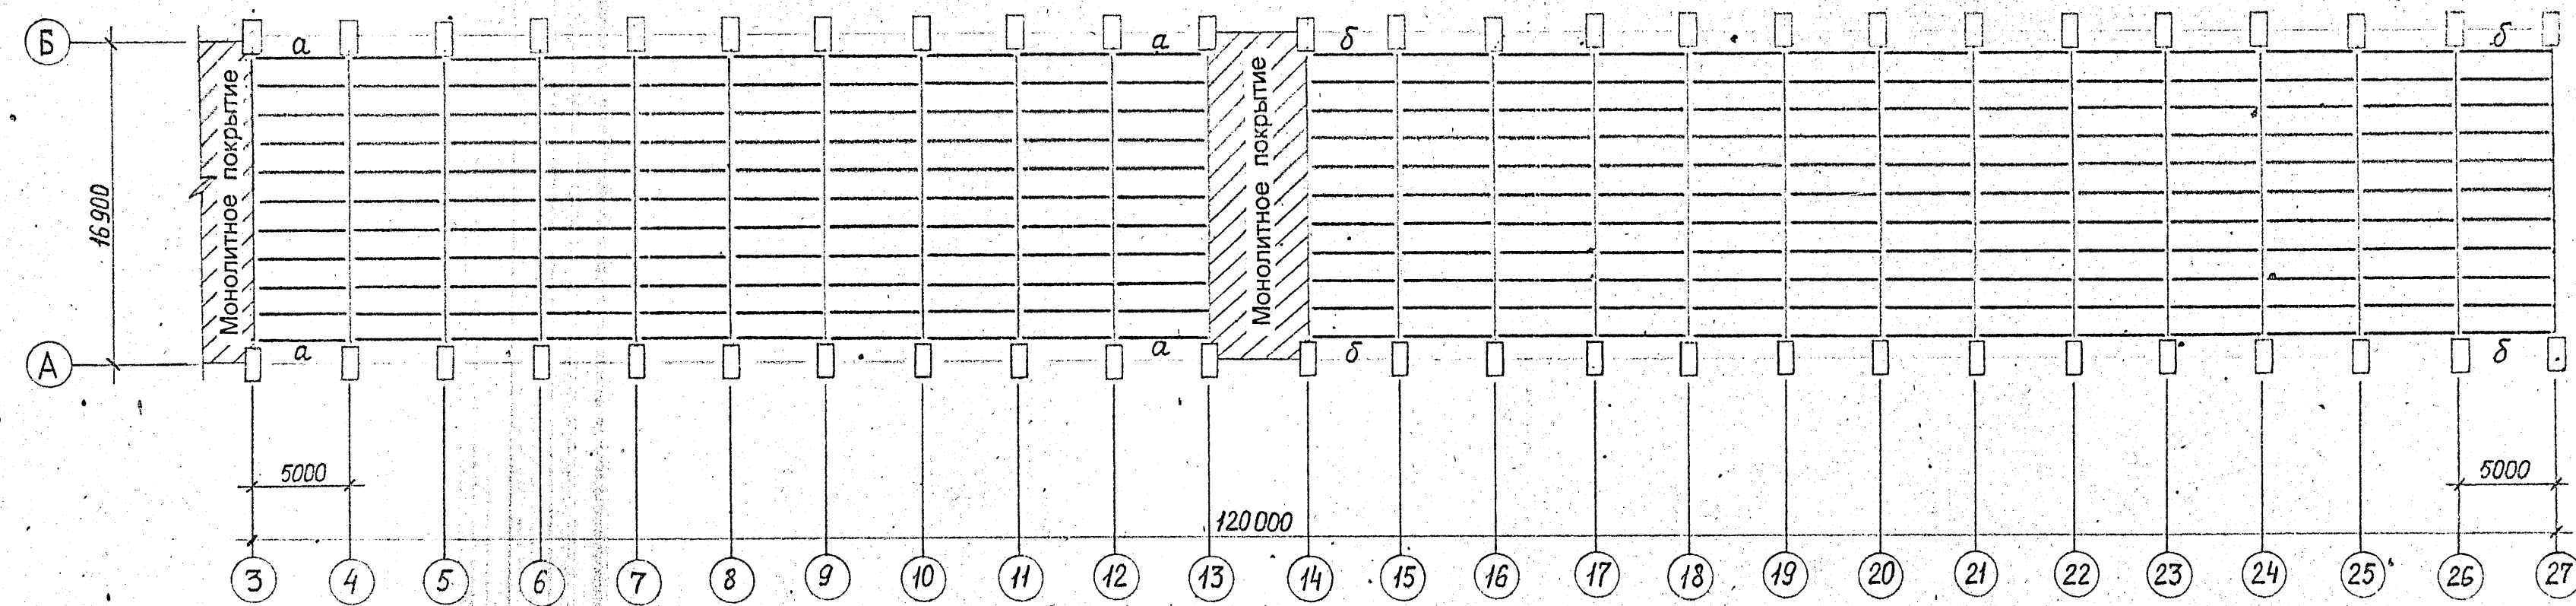 Б
а
а
б
б
Монолитное покрытие
Монолитное покрытие
16900
А
а
а
б
б
5000
5000
120000
3 4 5 6 7 8 9 10 11 12 13 14 15 16 17 18 19 20 21 22 23 24 25 26 27